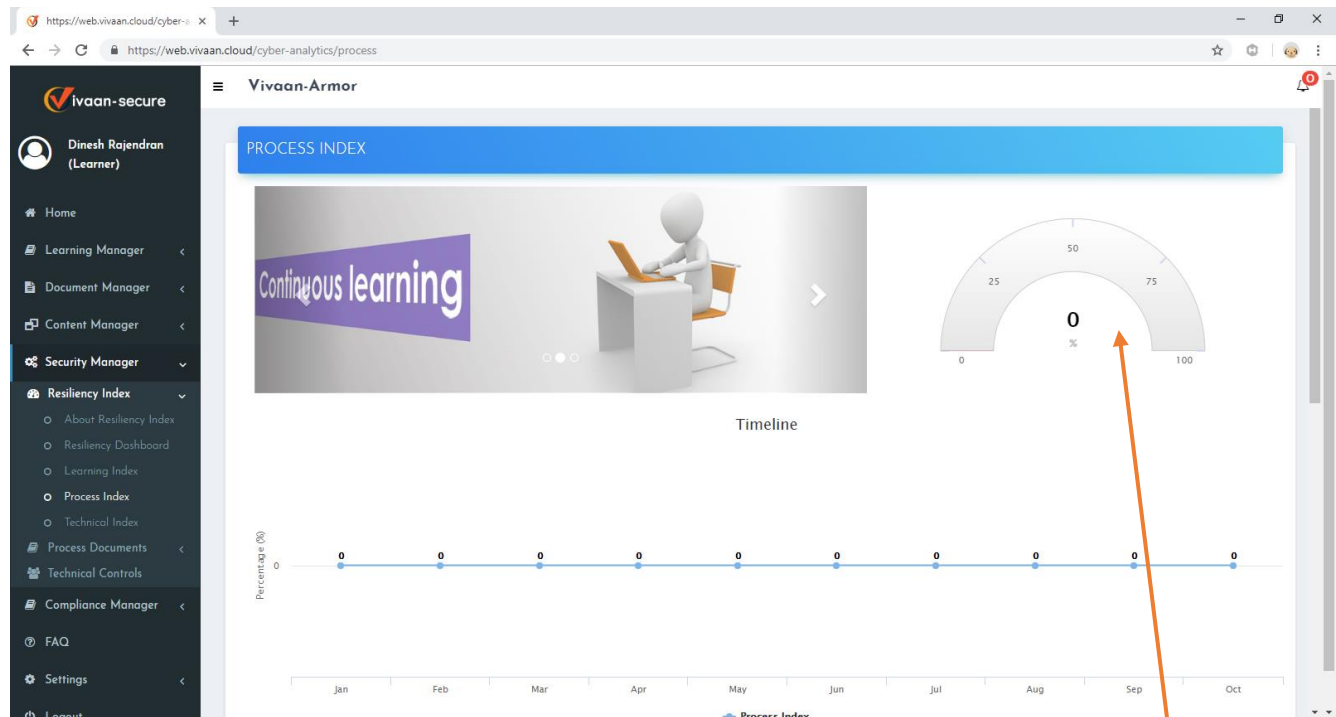 https://web.vivaan.cloud/cyber-a
https://web.vivaan.cloud/cyber-analytics/process
Vivaan-secure
Vivaan-Armor
0
Dinesh Rajendran
(Learner)
Home
Learning Manager
Document Manager
Content Manager
Security Manager
Resiliency Index
About Resiliency Index
Resiliency Dashboard
Learning Index
Process Index
Technical Index
Process Documents
Technical Controls
Compliance Manager
FAQ
Settings
Logout
PROCESS INDEX
Continuous learning
50
25
75
0
%
0
100
Timeline
Percentage (%)
0
0 0 0 0 0 0 0 0 0 0
Jan Feb Mar Apr May Jun Jul Aug Sep Oct
Process Index